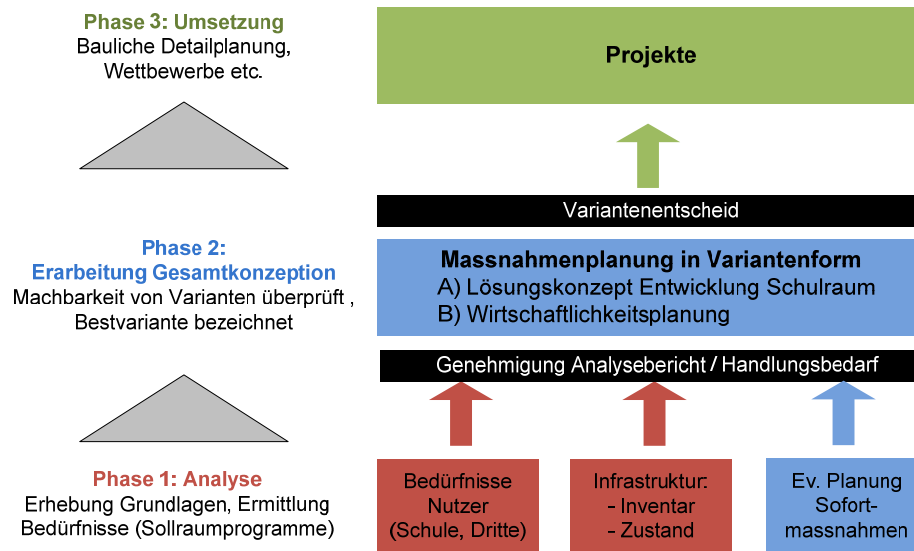 Phase 3: Umsetzung
Bauliche Detailplanung,
Wettbewerbe etc.
Projekte
Variantenentscheid
Phase 2:
Erarbeitung Gesamtkonzeption
Machbarkeit von Varianten überprüft ,
Bestvariante bezeichnet
Massnahmenplanung in Variantenform
A) Lösungskonzept Entwicklung Schulraum
B) Wirtschaftlichkeitsplanung
Genehmigung Analysebericht / Handlungsbedarf
Phase 1: Analyse
Erhebung Grundlagen, Ermittlung
Bedürfnisse (Sollraumprogramme)
Bedürfnisse
Nutzer
(Schule, Dritte)
Infrastruktur:
- Inventar
- Zustand
Ev. Planung
Sofort-
massnahmen